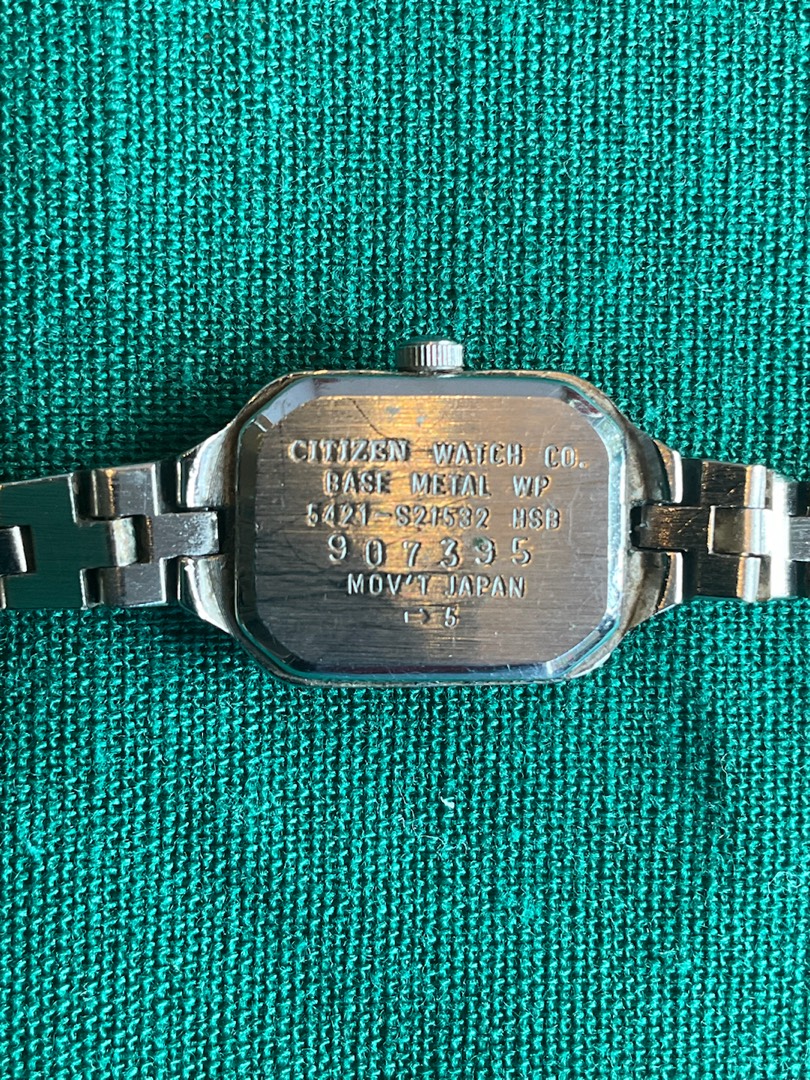 CITIZEN WATCH CO.
BASE METAL WP
5421-S21532 HSB
907395
MOV'T JAPAN
5